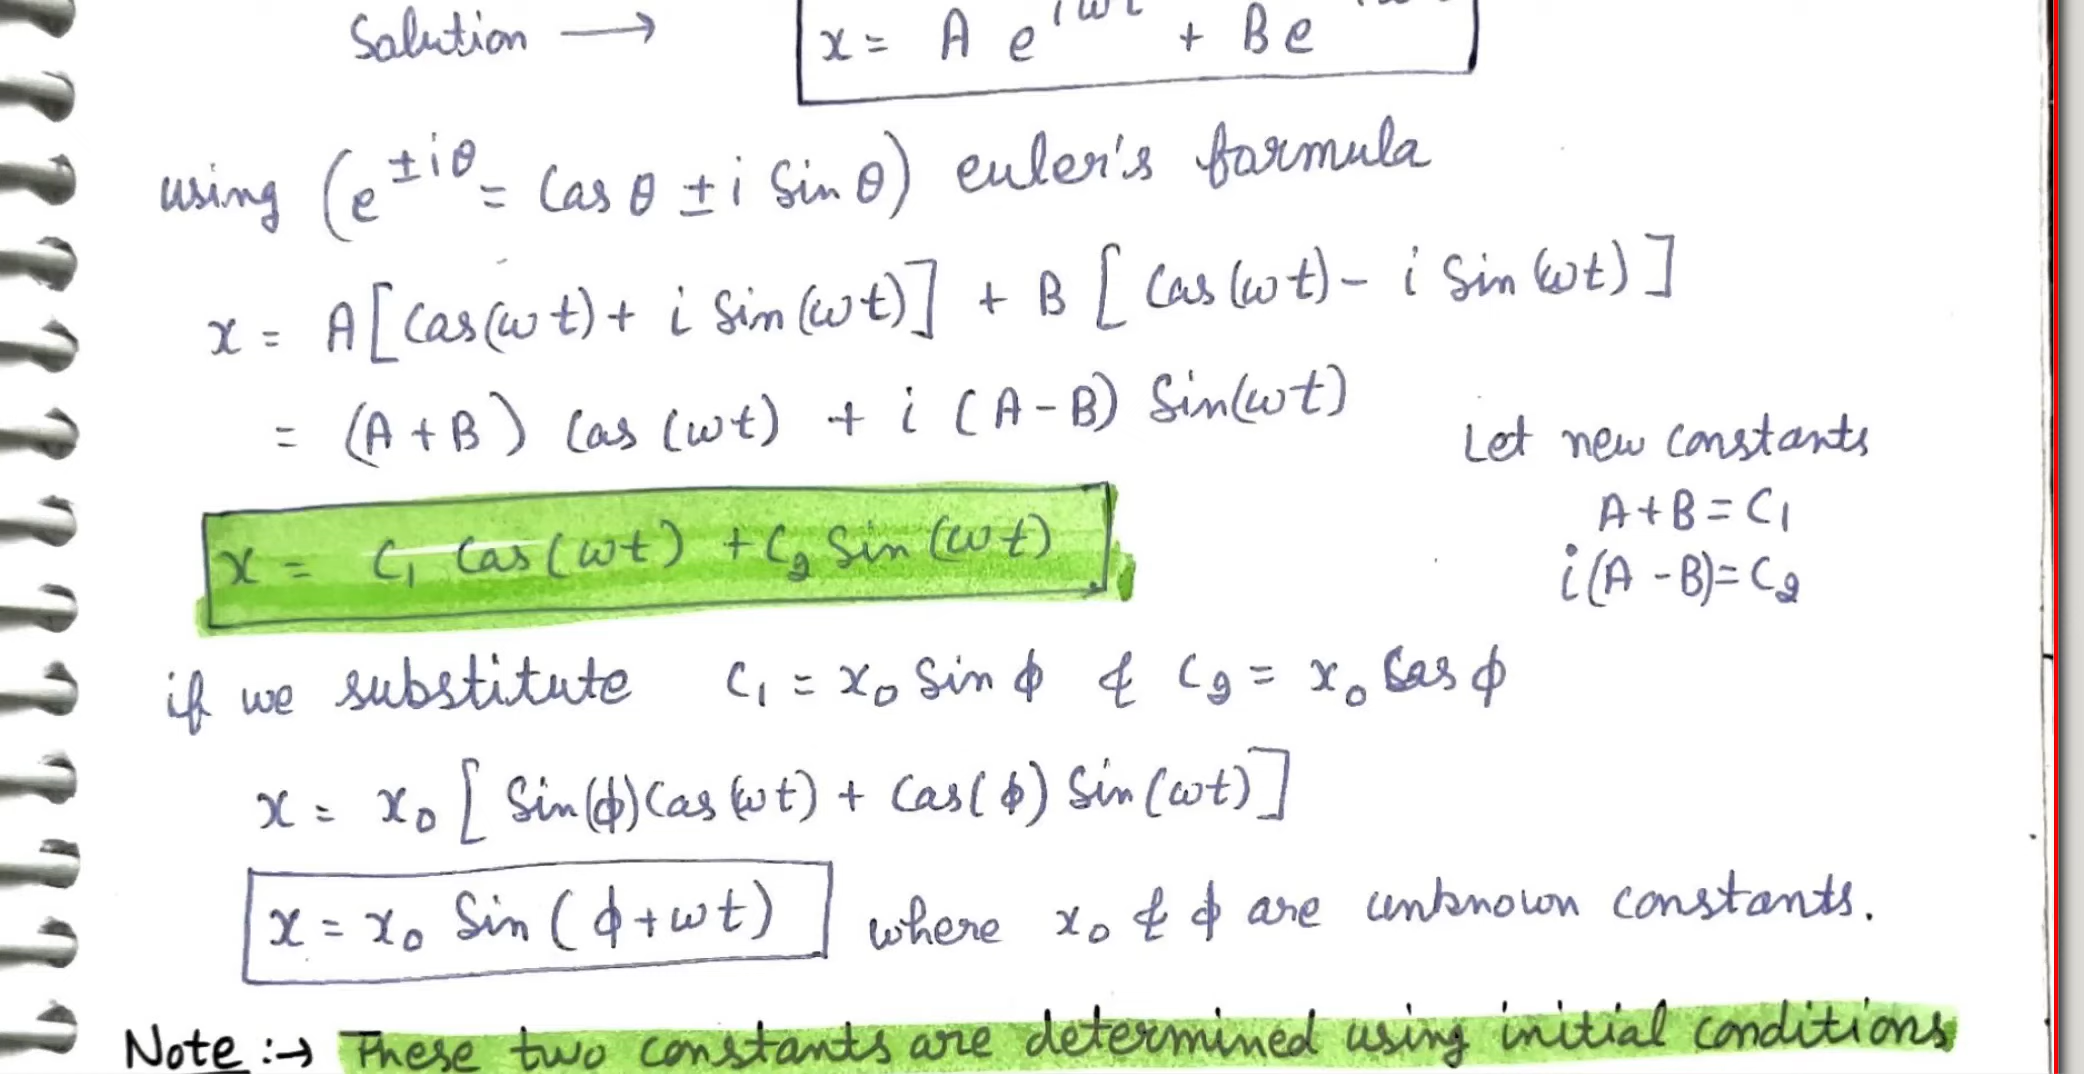 Solution → x = A e^{iωt} + Be
using (e^{±iθ} = Cos θ ± i Sin θ) euler's formula
x = A[Cos(ωt) + i Sin(ωt)] + B [Cos(ωt) - i Sin(ωt)]
= (A+B) Cos(ωt) + i (A-B) Sin(ωt)
Let new constants
A+B = C₁
i(A-B) = C₂
x = C₁ Cos(ωt) + C₂ Sin(ωt)
if we substitute C₁ = x₀ Sin ϕ & C₂ = x₀ Cos ϕ
x = x₀ [Sin(ϕ) Cos(ωt) + Cos(ϕ) Sin(ωt)]
x = x₀ Sin(ϕ+ωt) where x₀ & ϕ are unknown constants.
Note :→ These two constants are determined using initial conditions